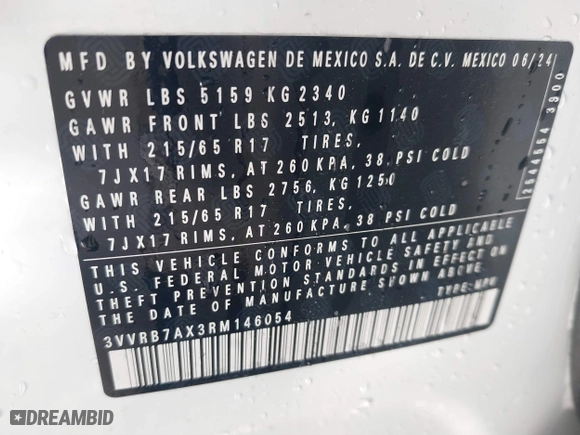 MFD BY VOLKSWAGEN DE MEXICO S.A. DE C.V. MEXICO 06/24
GVWR LBS 5159 KG 2340
GAWR FRONT LBS 2513, KG 1140
WITH 215/65 R17 TIRES,
7JX17 RIMS, AT 260 KPA, 38 PSI COLD
GAWR REAR LBS 2756, KG 1250
WITH 215/65 R17 TIRES,
7JX17 RIMS, AT 260 KPA, 38 PSI COLD
THIS VEHICLE CONFORMS TO ALL APPLICABLE
U.S. FEDERAL MOTOR VEHICLE SAFETY AND
THEFT PREVENTION STANDARDS IN EFFECT ON
THE DATE OF MANUFACTURE SHOWN ABOVE.
3VVRB7AX3RM146054 TYPE: MPV
2544654 3900
DREAMBID